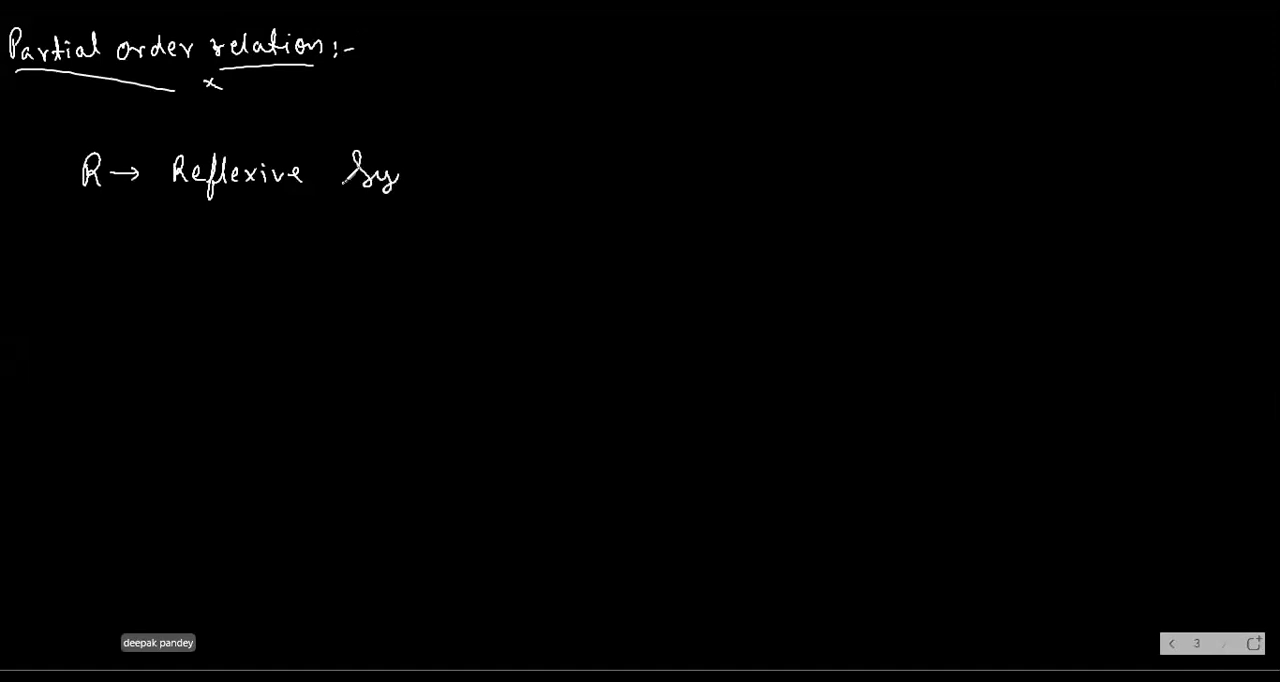 Partial order relation :-
x
R → Reflexive Sy
deepak pandey
3